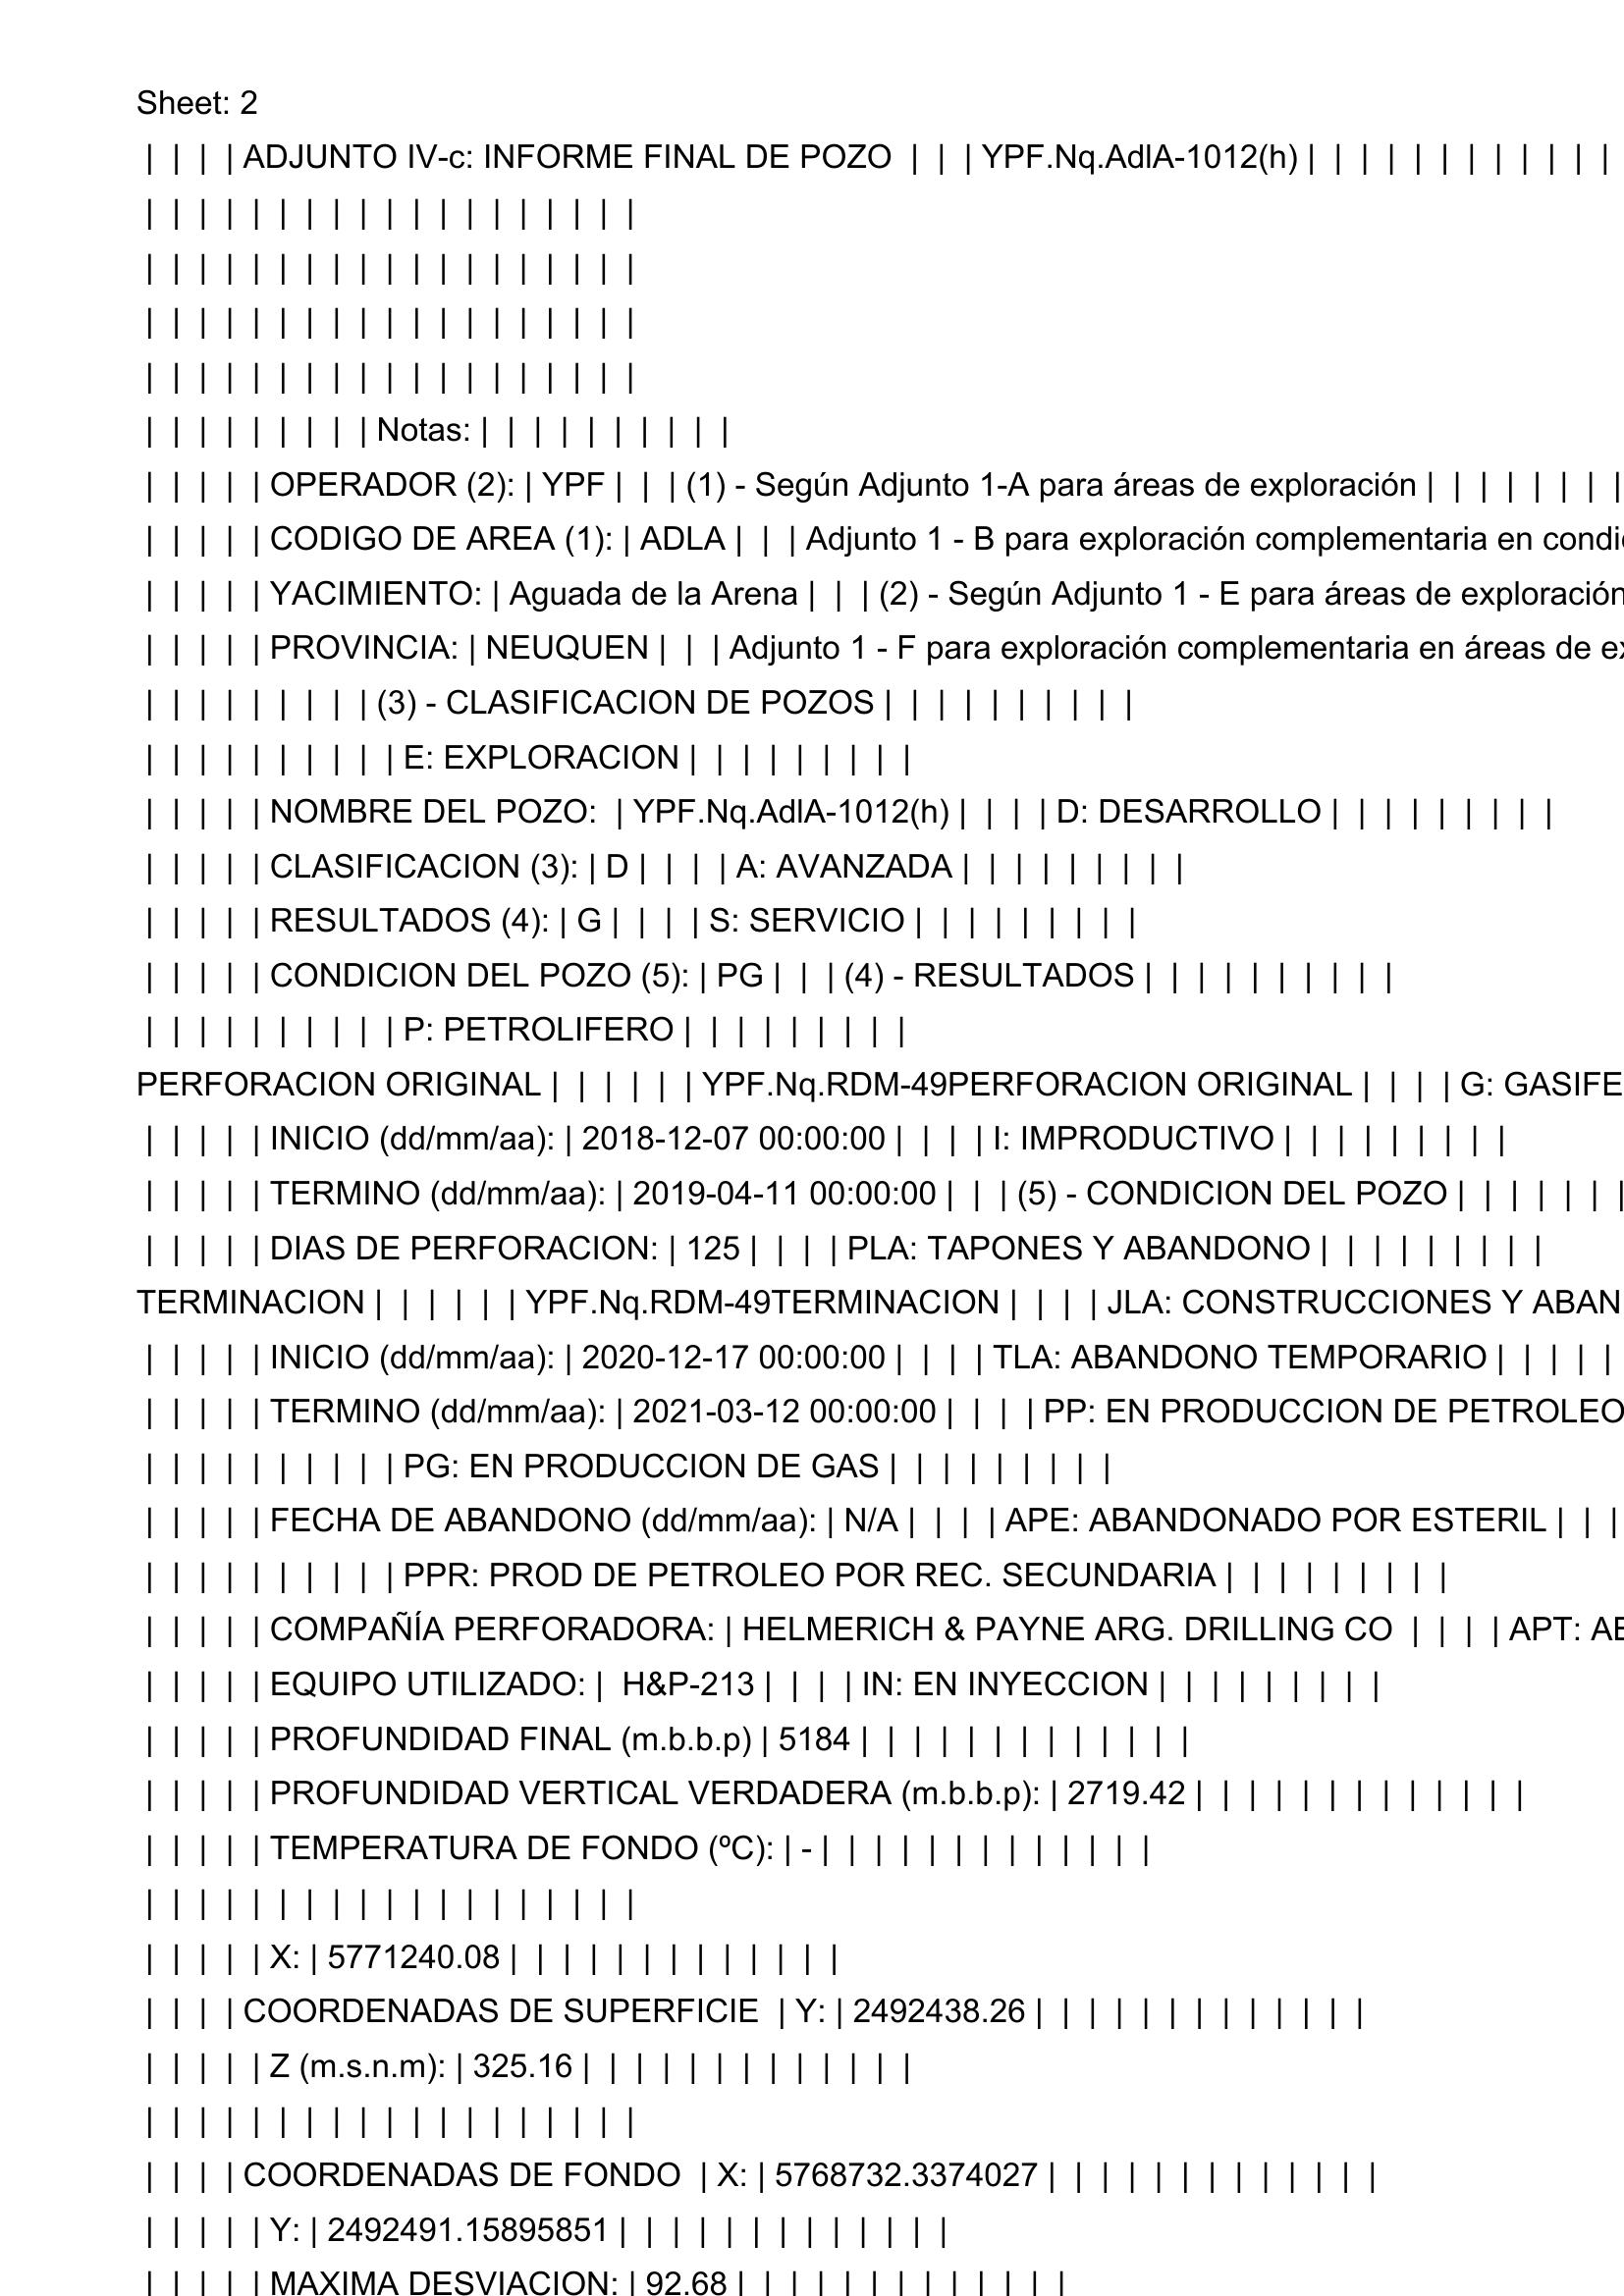 Sheet: 2
| | | | ADJUNTO IV-c: INFORME FINAL DE POZO | | | YPF.Nq.AdlA-1012(h) | | | | | | | | | | | |
| | | | | | | | | | | | | | | | | | |
| | | | | | | | | | | | | | | | | | |
| | | | | | | | | | | | | | | | | | |
| | | | | | | | | | | | | | | | | | |
| | | | | | | | | Notas: | | | | | | | | | |
| | | | | OPERADOR (2): | YPF | | | (1) - Según Adjunto 1-A para áreas de exploración | | | | | | | |
| | | | | CODIGO DE AREA (1): | ADLA | | | Adjunto 1 - B para exploración complementaria en
| | | | | YACIMIENTO: | Aguada de la Arena | | | (2) - Según Adjunto 1 - E para áreas de exploración
| | | | | PROVINCIA: | NEUQUEN | | | Adjunto 1 - F para exploración complementaria en áreas de
| | | | | | | | | (3) - CLASIFICACION DE POZOS | | | | | | | | | |
| | | | | | | | | | E: EXPLORACION | | | | | | | | |
| | | | | NOMBRE DEL POZO: | YPF.Nq.AdlA-1012(h) | | | | D: DESARROLLO | | | | | | | | |
| | | | | CLASIFICACION (3): | D | | | | A: AVANZADA | | | | | | | | |
| | | | | RESULTADOS (4): | G | | | | S: SERVICIO | | | | | | | | |
| | | | | CONDICION DEL POZO (5): | PG | | | (4) - RESULTADOS | | | | | | | | | |
| | | | | | | | | | P: PETROLIFERO | | | | | | | | |
PERFORACION ORIGINAL | | | | | | YPF.Nq.RDM-49PERFORACION ORIGINAL | | | | G:
| | | | | INICIO (dd/mm/aa): | 2018-12-07 00:00:00 | | | | I: IMPRODUCTIVO | | | | | | | | |
| | | | | TERMINO (dd/mm/aa): | 2019-04-11 00:00:00 | | | (5) - CONDICION DEL POZO | | | | | | |
| | | | | DIAS DE PERFORACION: | 125 | | | | PLA: TAPONES Y ABANDONO | | | | | | | | |
TERMINACION | | | | | | YPF.Nq.RDM-49TERMINACION | | | | JLA: CONSTRUCCIONES Y
| | | | | INICIO (dd/mm/aa): | 2020-12-17 00:00:00 | | | | TLA: ABANDONO TEMPORARIO | | | | |
| | | | | TERMINO (dd/mm/aa): | 2021-03-12 00:00:00 | | | | PP: EN PRODUCCION DE PETROLEO
| | | | | | | | | | PG: EN PRODUCCION DE GAS | | | | | | | | |
| | | | | FECHA DE ABANDONO (dd/mm/aa): | N/A | | | | APE: ABANDONADO POR ESTERIL | | |
| | | | | | | | | | PPR: PROD DE PETROLEO POR REC. SECUNDARIA | | | | | | | | |
| | | | | COMPAÑÍA PERFORADORA: | HELMERICH & PAYNE ARG. DRILLING CO | | | | APT:
| | | | | EQUIPO UTILIZADO: | H&P-213 | | | | IN: EN INYECCION | | | | | | | | |
| | | | | PROFUNDIDAD FINAL (m.b.b.p) | 5184 | | | | | | | | | | | | |
| | | | | PROFUNDIDAD VERTICAL VERDADERA (m.b.b.p): | 2719.42 | | | | | | | | | | | | |
| | | | | TEMPERATURA DE FONDO (ºC): | - | | | | | | | | | | | | |
| | | | | | | | | | | | | | | | | | |
| | | | | X: | 5771240.08 | | | | | | | | | | | | |
| | | | COORDENADAS DE SUPERFICIE | Y: | 2492438.26 | | | | | | | | | | | | |
| | | | | Z (m.s.n.m): | 325.16 | | | | | | | | | | | | |
| | | | | | | | | | | | | | | | | | |
| | | | COORDENADAS DE FONDO | X: | 5768732.3374027 | | | | | | | | | | | | |
| | | | | Y: | 2492491.15895851 | | | | | | | | | | | | |
| | | | | MAXIMA DESVIACION: | 92.68 | | | | | | | | | | | | |